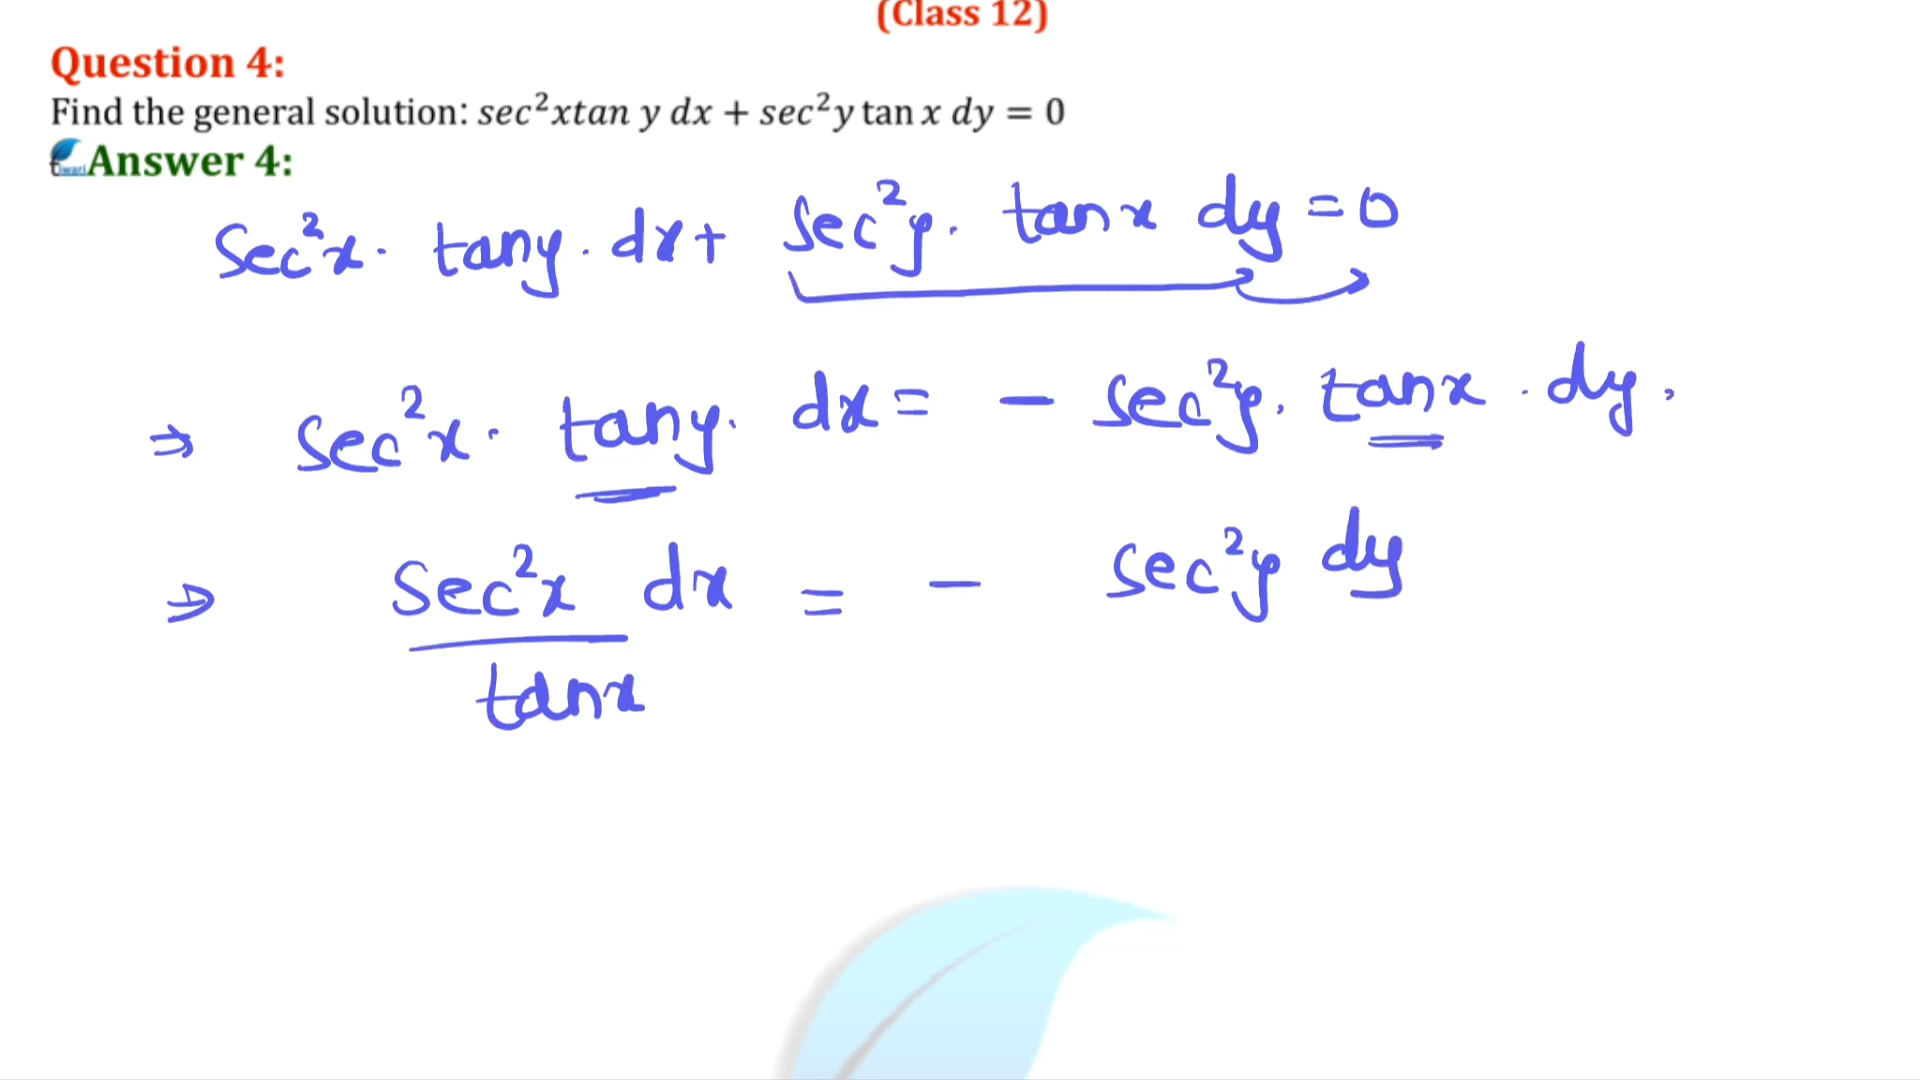 (Class 12)
Question 4:
Find the general solution: sec²xtan y dx + sec²y tan x dy = 0
Answer 4:
sec²x · tany · dx + sec²y · tanx dy = 0
⇒ sec²x · tany · dx = − sec²y · tanx · dy ·
⇒ sec²x dx = − sec²y dy
tanx